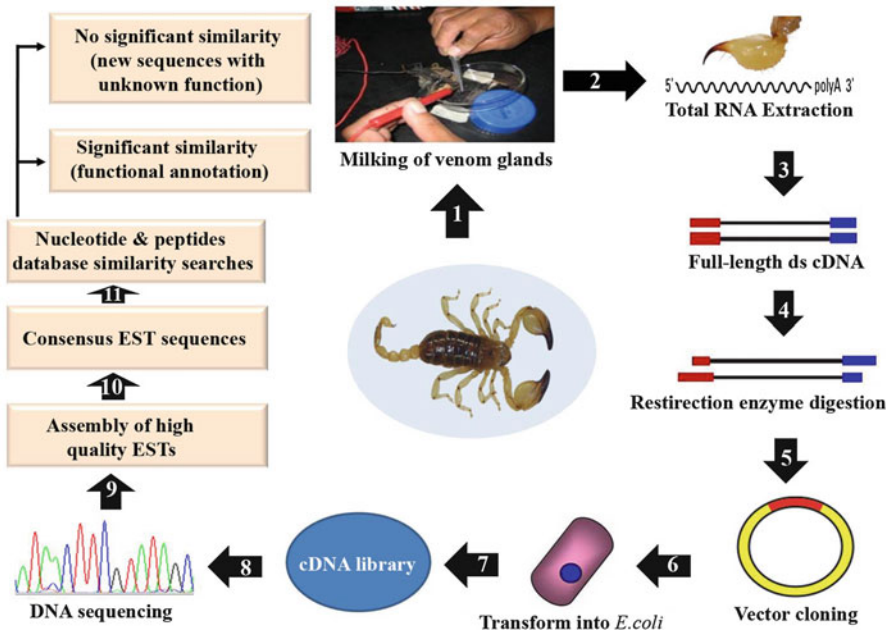 No significant similarity
(new sequences with
unknown function)
Significant similarity
(functional annotation)
Nucleotide & peptides
database similarity searches
11
Consensus EST sequences
10
Assembly of high
quality ESTs
9
DNA sequencing
8
cDNA library
7
Transform into E.coli
6
Vector cloning
5
Restirection enzyme digestion
4
Full-length ds cDNA
3
Total RNA Extraction
5' polyA 3'
2
Milking of venom glands
1